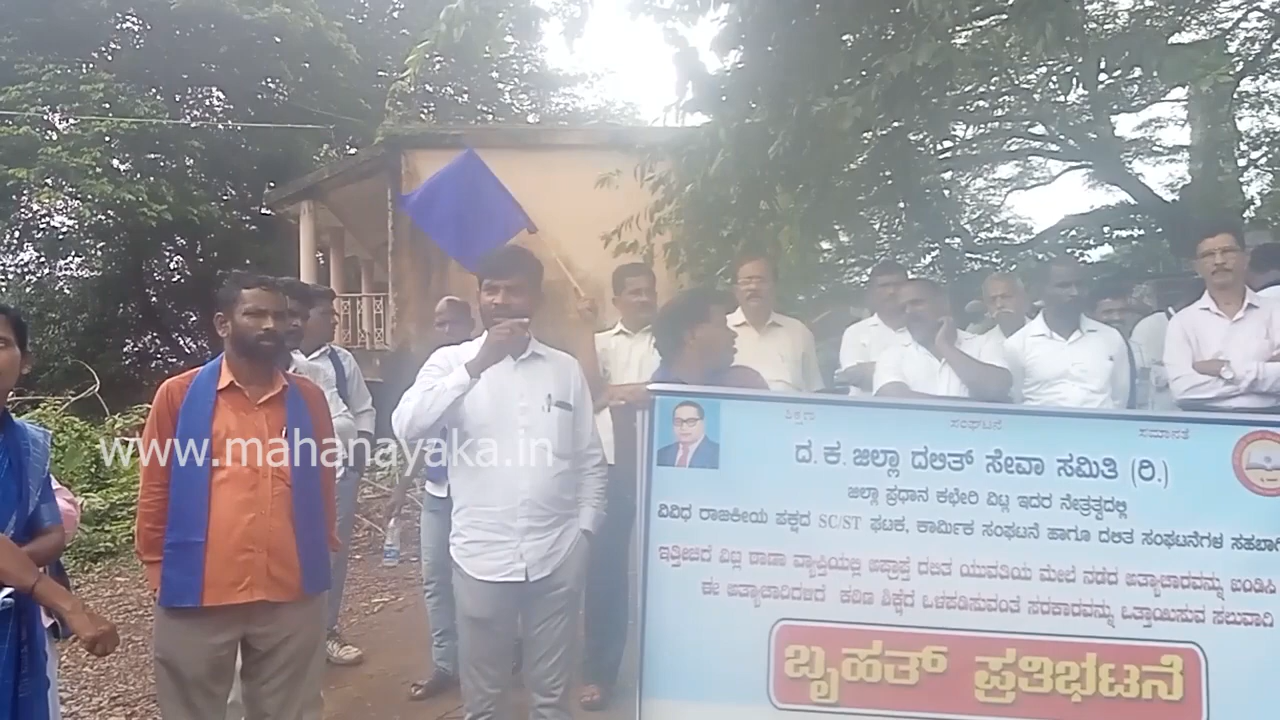 www.mahanayaka.in
ಶಿಕ್ಷಣ ಸಂಘಟನೆ ಸಮಾನತೆ
ದ. ಕ. ಜಿಲ್ಲಾ ದಲಿತ್ ಸೇವಾ ಸಮಿತಿ (ರಿ.)
ಜಿಲ್ಲಾ ಪ್ರಧಾನ ಕಛೇರಿ ವಿಟ್ಲ ಇದರ ನೇತೃತ್ವದಲ್ಲಿ
ವಿವಿಧ ರಾಜಕೀಯ ಪಕ್ಷದ SC/ST ಘಟಕ, ಕಾರ್ಮಿಕ ಸಂಘಟನೆ ಹಾಗೂ ದಲಿತ ಸಂಘಟನೆಗಳ
ಇತ್ತೀಚಿಗೆ ವಿಟ್ಲ ಠಾಣಾ ವ್ಯಾಪ್ತಿಯಲ್ಲಿ ಅಪ್ರಾಪ್ತ ದಲಿತ ಯುವತಿಯ ಮೇಲೆ ನಡೆದ ಅತ್ಯಾಚಾರವನ್ನು ಖಂಡಿಸಿ
ಈ ಅತ್ಯಾಚಾರಿಗಳಿಗೆ ಕಠಿಣ ಶಿಕ್ಷೆಗೆ ಒಳಪಡಿಸುವಂತೆ ಸರಕಾರವನ್ನು ಒತ್ತಾಯಿಸುವ ಸಲುವಾಗಿ
ಬೃಹತ್ ಪ್ರತಿಭಟನೆ